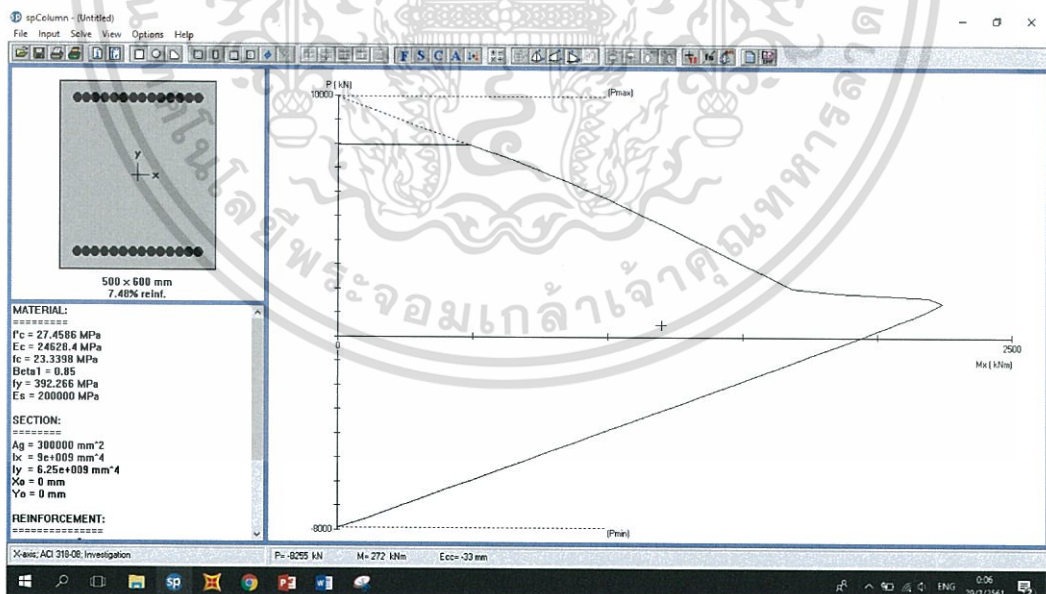 spColumn - (Untitled)
File Input Solve View Options Help
F S C A
y
x
500 x 600 mm
7.48% reinf.
MATERIAL:
=========
f'c = 27.4586 MPa
Ec = 24628.4 MPa
fc = 23.3398 MPa
Beta1 = 0.85
fy = 392.266 MPa
Es = 200000 MPa
SECTION:
========
Ag = 300000 mm^2
Ix = 9e+009 mm^4
Iy = 6.25e+009 mm^4
Xo = 0 mm
Yo = 0 mm
REINFORCEMENT:
==============
P ( kN)
10000
(Pmax)
0
2500
Mx ( kNm)
-8000
(Pmin)
X-axis; ACI 318-08; Investigation
P= -8255 kN
M= 272 kNm
Ecc= -33 mm
ENG
0:06